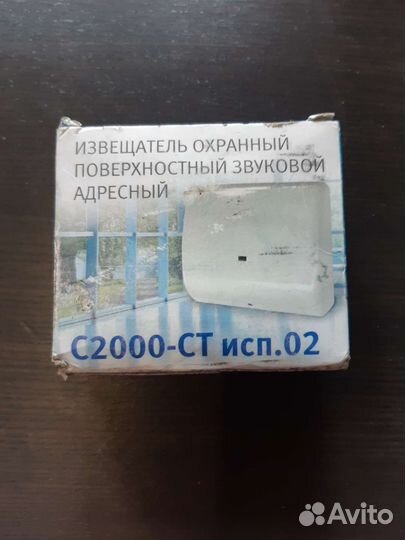 ИЗВЕЩАТЕЛЬ ОХРАННЫЙ
ПОВЕРХНОСТНЫЙ ЗВУКОВОЙ
АДРЕСНЫЙ
С2000-СТ исп.02
Avito